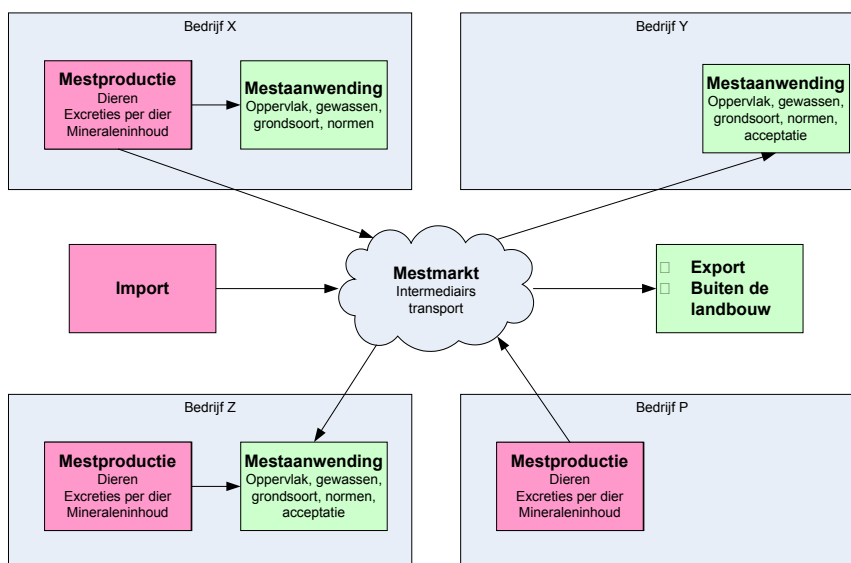 Bedrijf X
Mestproductie
Dieren
Excreties per dier
Mineraleninhoud
Mestaanwending
Oppervlak, gewassen,
grondsoort, normen
Bedrijf Y
Mestaanwending
Oppervlak, gewassen,
grondsoort, normen,
acceptatie
Import
Mestmarkt
Intermediairs
transport
Export
Buiten de
landbouw
Bedrijf Z
Mestproductie
Dieren
Excreties per dier
Mineraleninhoud
Mestaanwending
Oppervlak, gewassen,
grondsoort, normen,
acceptatie
Bedrijf P
Mestproductie
Dieren
Excreties per dier
Mineraleninhoud